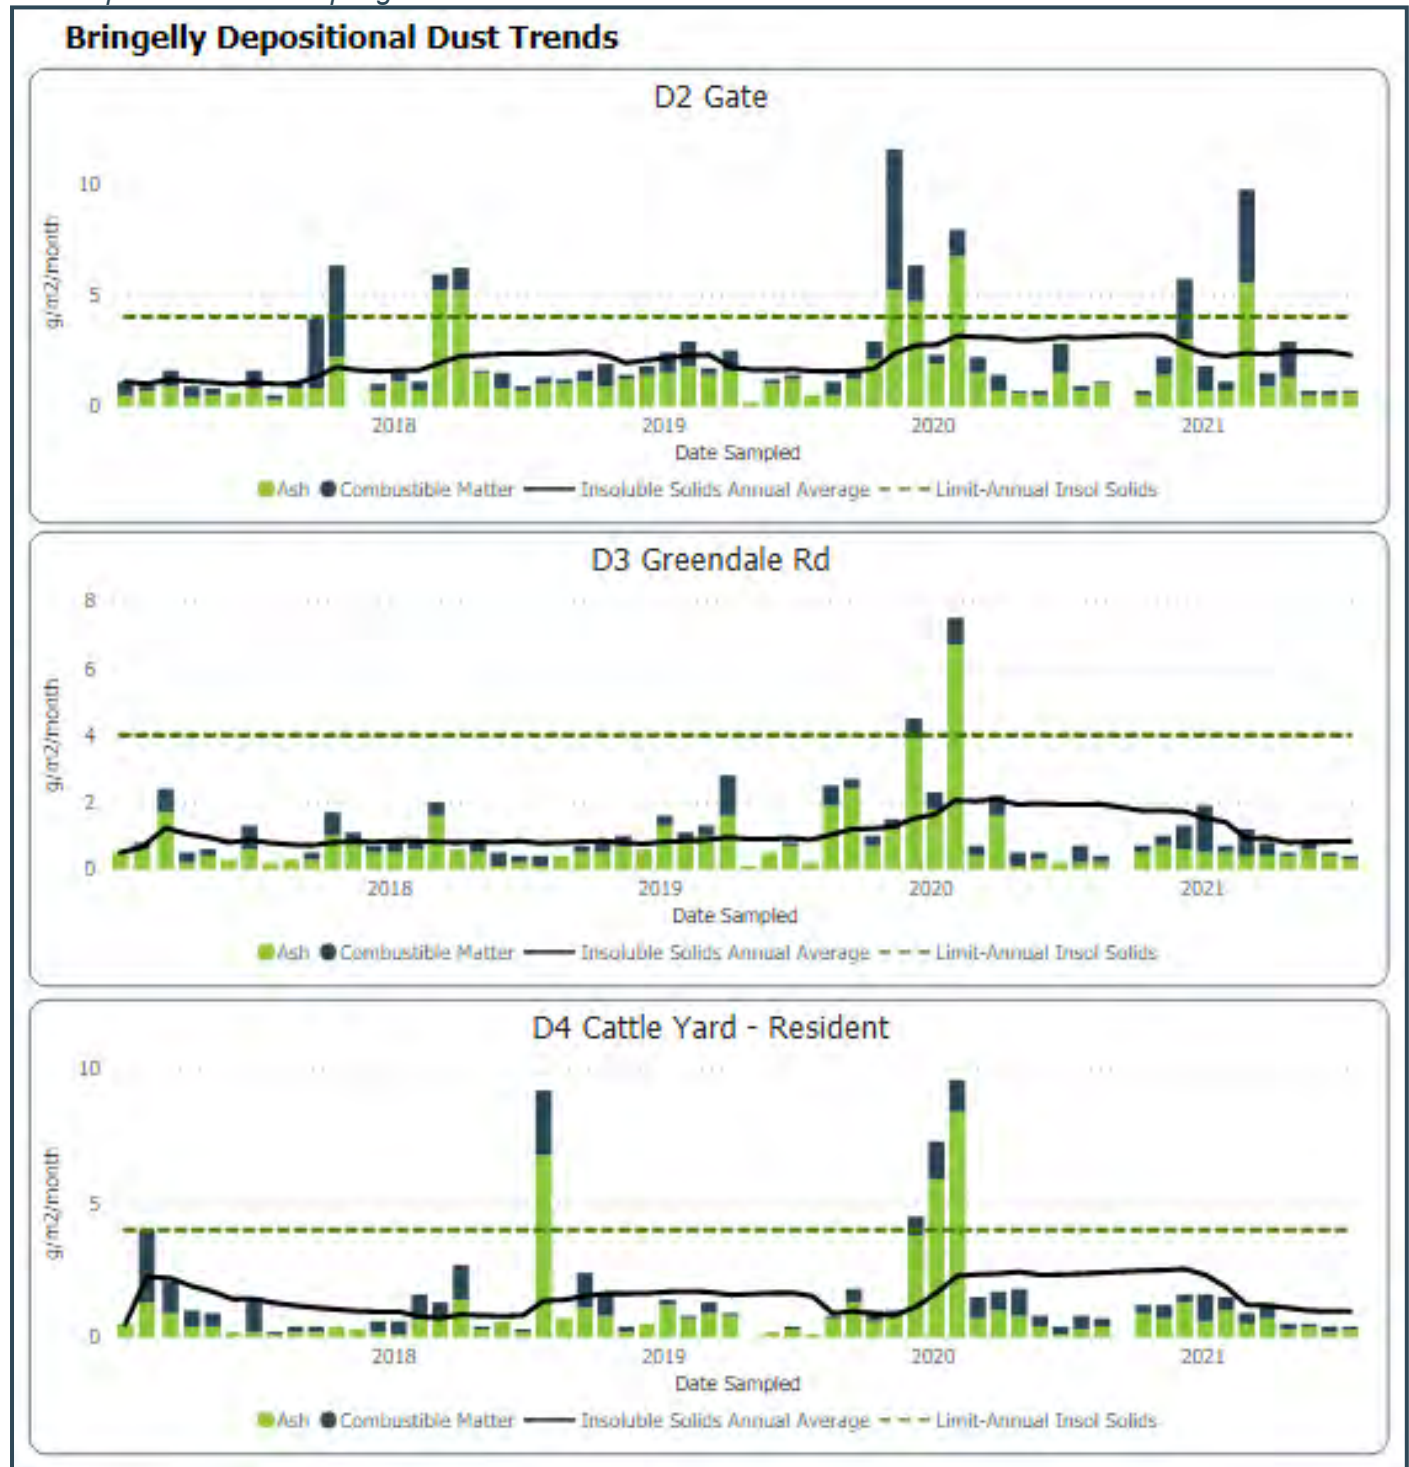 Bringelly Depositional Dust Trends
D2 Gate
10
5
0
g/m2/month
2018 2019 2020 2021
Date Sampled
Ash Combustible Matter Insoluble Solids Annual Average Limit-Annual Insol Solids
D3 Greendale Rd
8
6
4
2
0
g/m2/month
2018 2019 2020 2021
Date Sampled
Ash Combustible Matter Insoluble Solids Annual Average Limit-Annual Insol Solids
D4 Cattle Yard - Resident
10
5
0
g/m2/month
2018 2019 2020 2021
Date Sampled
Ash Combustible Matter Insoluble Solids Annual Average Limit-Annual Insol Solids